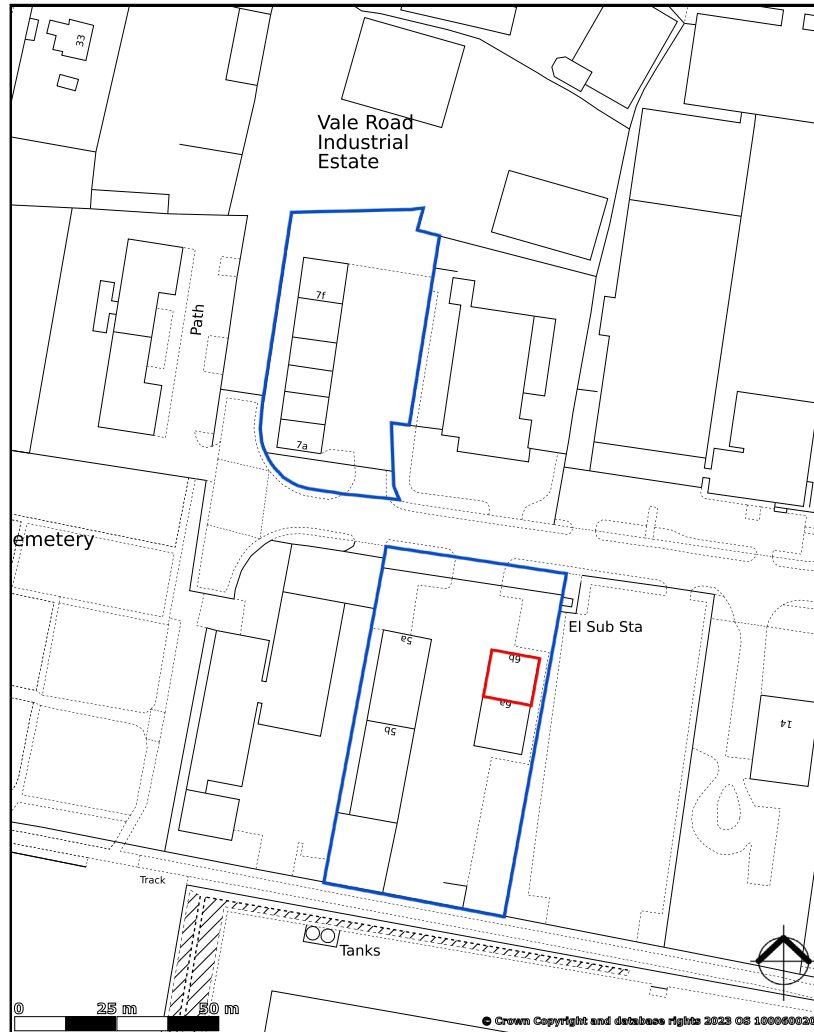 33
Vale Road
Industrial
Estate
7f
Path
7a
emetery
El Sub Sta
5a
6b
6a
5b
14
Track
Tanks
0 25 m 50 m
© Crown Copyright and database rights 2023 OS 100060020